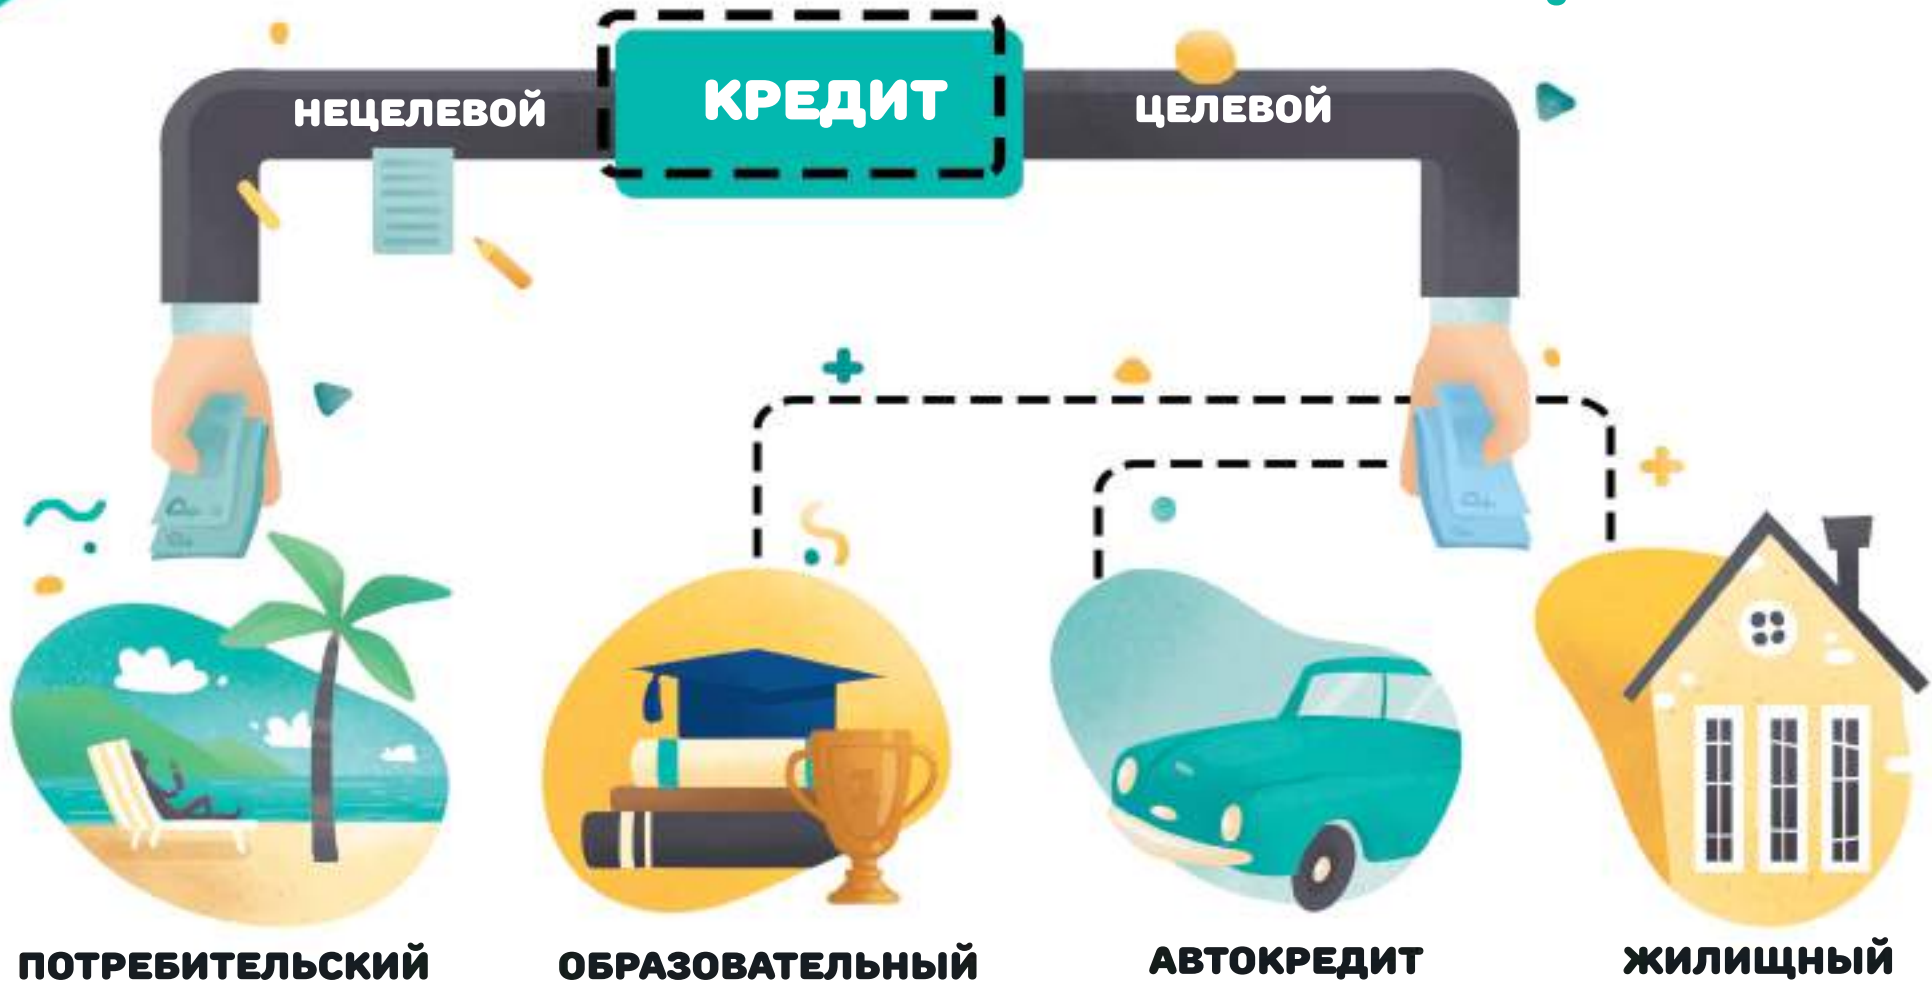 КРЕДИТ
НЕЦЕЛЕВОЙ
ЦЕЛЕВОЙ
ПОТРЕБИТЕЛЬСКИЙ
ОБРАЗОВАТЕЛЬНЫЙ
АВТОКРЕДИТ
ЖИЛИЩНЫЙ